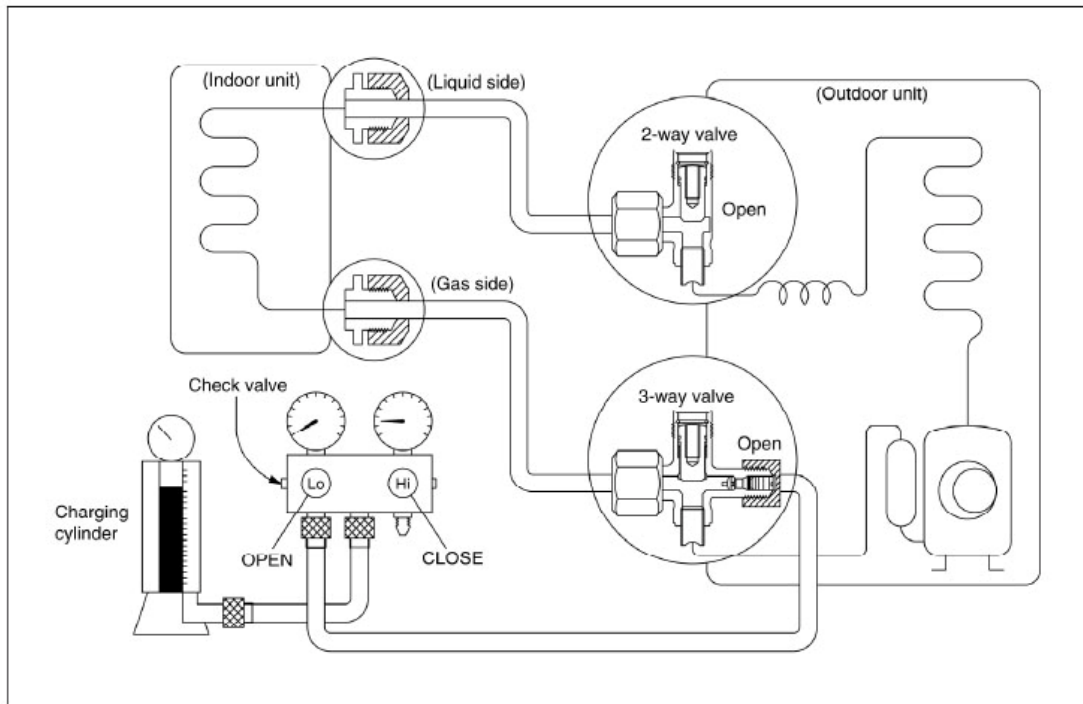 (Indoor unit)
(Liquid side)
(Outdoor unit)
2-way valve
Open
(Gas side)
Check valve
3-way valve
Open
Lo
Hi
Charging
cylinder
OPEN
CLOSE